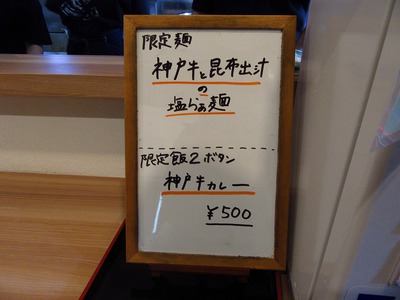 限定麺
神戸牛と昆布出汁
の
塩らぁ麺
限定飯2ボタン
神戸牛カレー
¥500